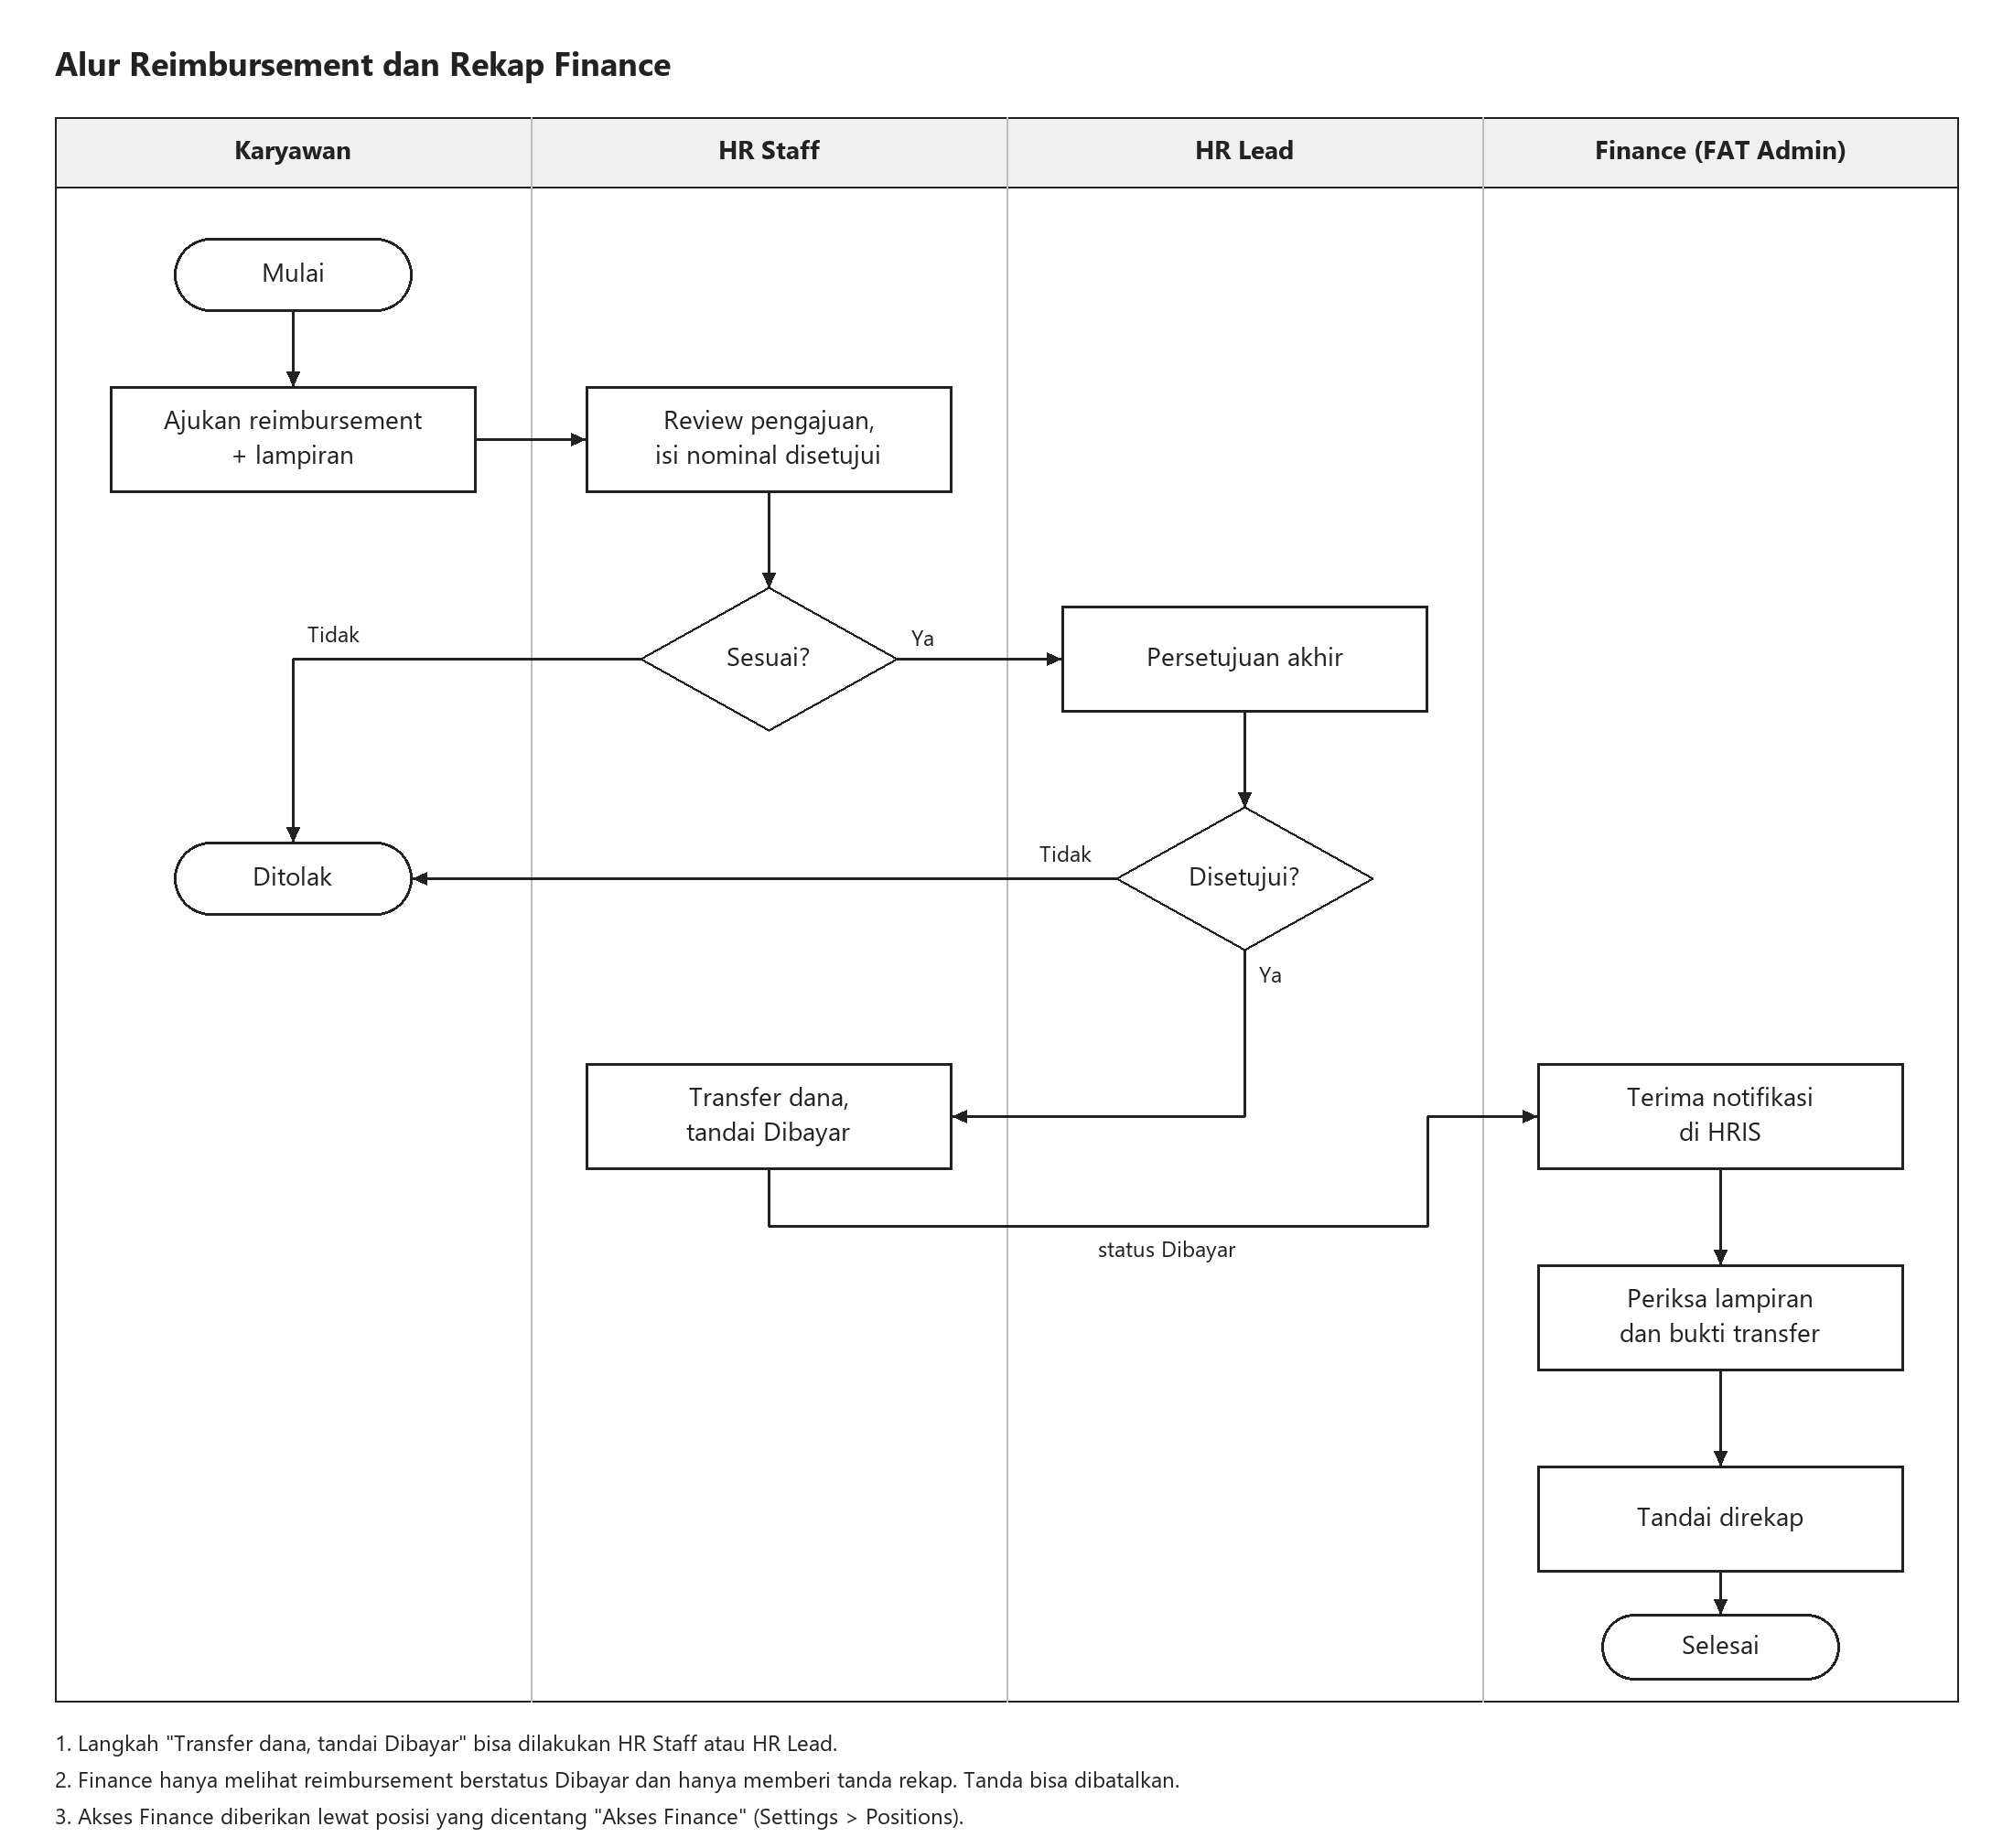 Alur Reimbursement dan Rekap Finance
Karyawan
HR Staff
HR Lead
Finance (FAT Admin)
Mulai
Ajukan reimbursement
+ lampiran
Review pengajuan,
isi nominal disetujui
Tidak
Sesuai?
Ya
Persetujuan akhir
Ditolak
Tidak
Disetujui?
Ya
Transfer dana,
tandai Dibayar
status Dibayar
Terima notifikasi
di HRIS
Periksa lampiran
dan bukti transfer
Tandai direkap
Selesai
1. Langkah "Transfer dana, tandai Dibayar" bisa dilakukan HR Staff atau HR Lead.
2. Finance hanya melihat reimbursement berstatus Dibayar dan hanya memberi tanda rekap. Tanda bisa dibatalkan.
3. Akses Finance diberikan lewat posisi yang dicentang "Akses Finance" (Settings > Positions).